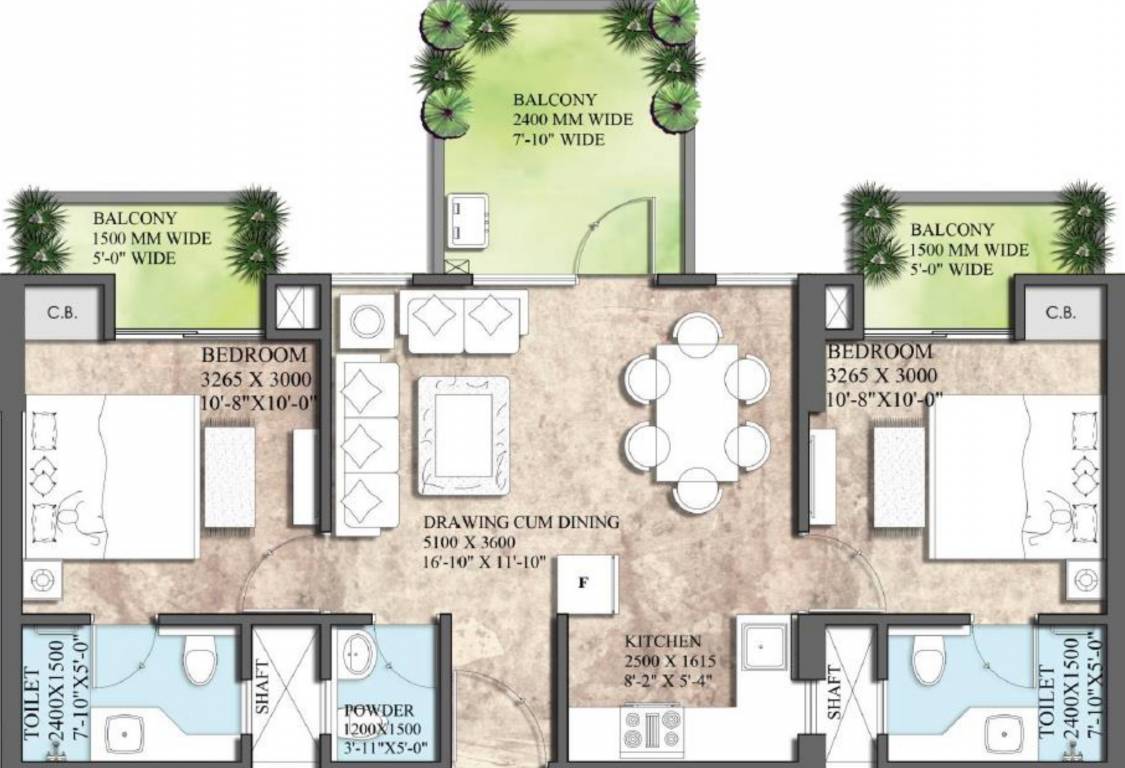 BALCONY
2400 MM WIDE
7'-10" WIDE
BALCONY
1500 MM WIDE
5'-0" WIDE
BALCONY
1500 MM WIDE
5'-0" WIDE
C.B.
C.B.
BEDROOM
3265 X 3000
10'-8"X10'-0"
BEDROOM
3265 X 3000
10'-8"X10'-0"
DRAWING CUM DINING
5100 X 3600
16'-10" X 11'-10"
F
KITCHEN
2500 X 1615
8'-2" X 5'-4"
TOILET
2400X1500
7'-10"X5'-0"
SHAFT
POWDER
1200X1500
3'-11"X5'-0"
SHAFT
TOILET
2400X1500
7'-10"X5'-0"